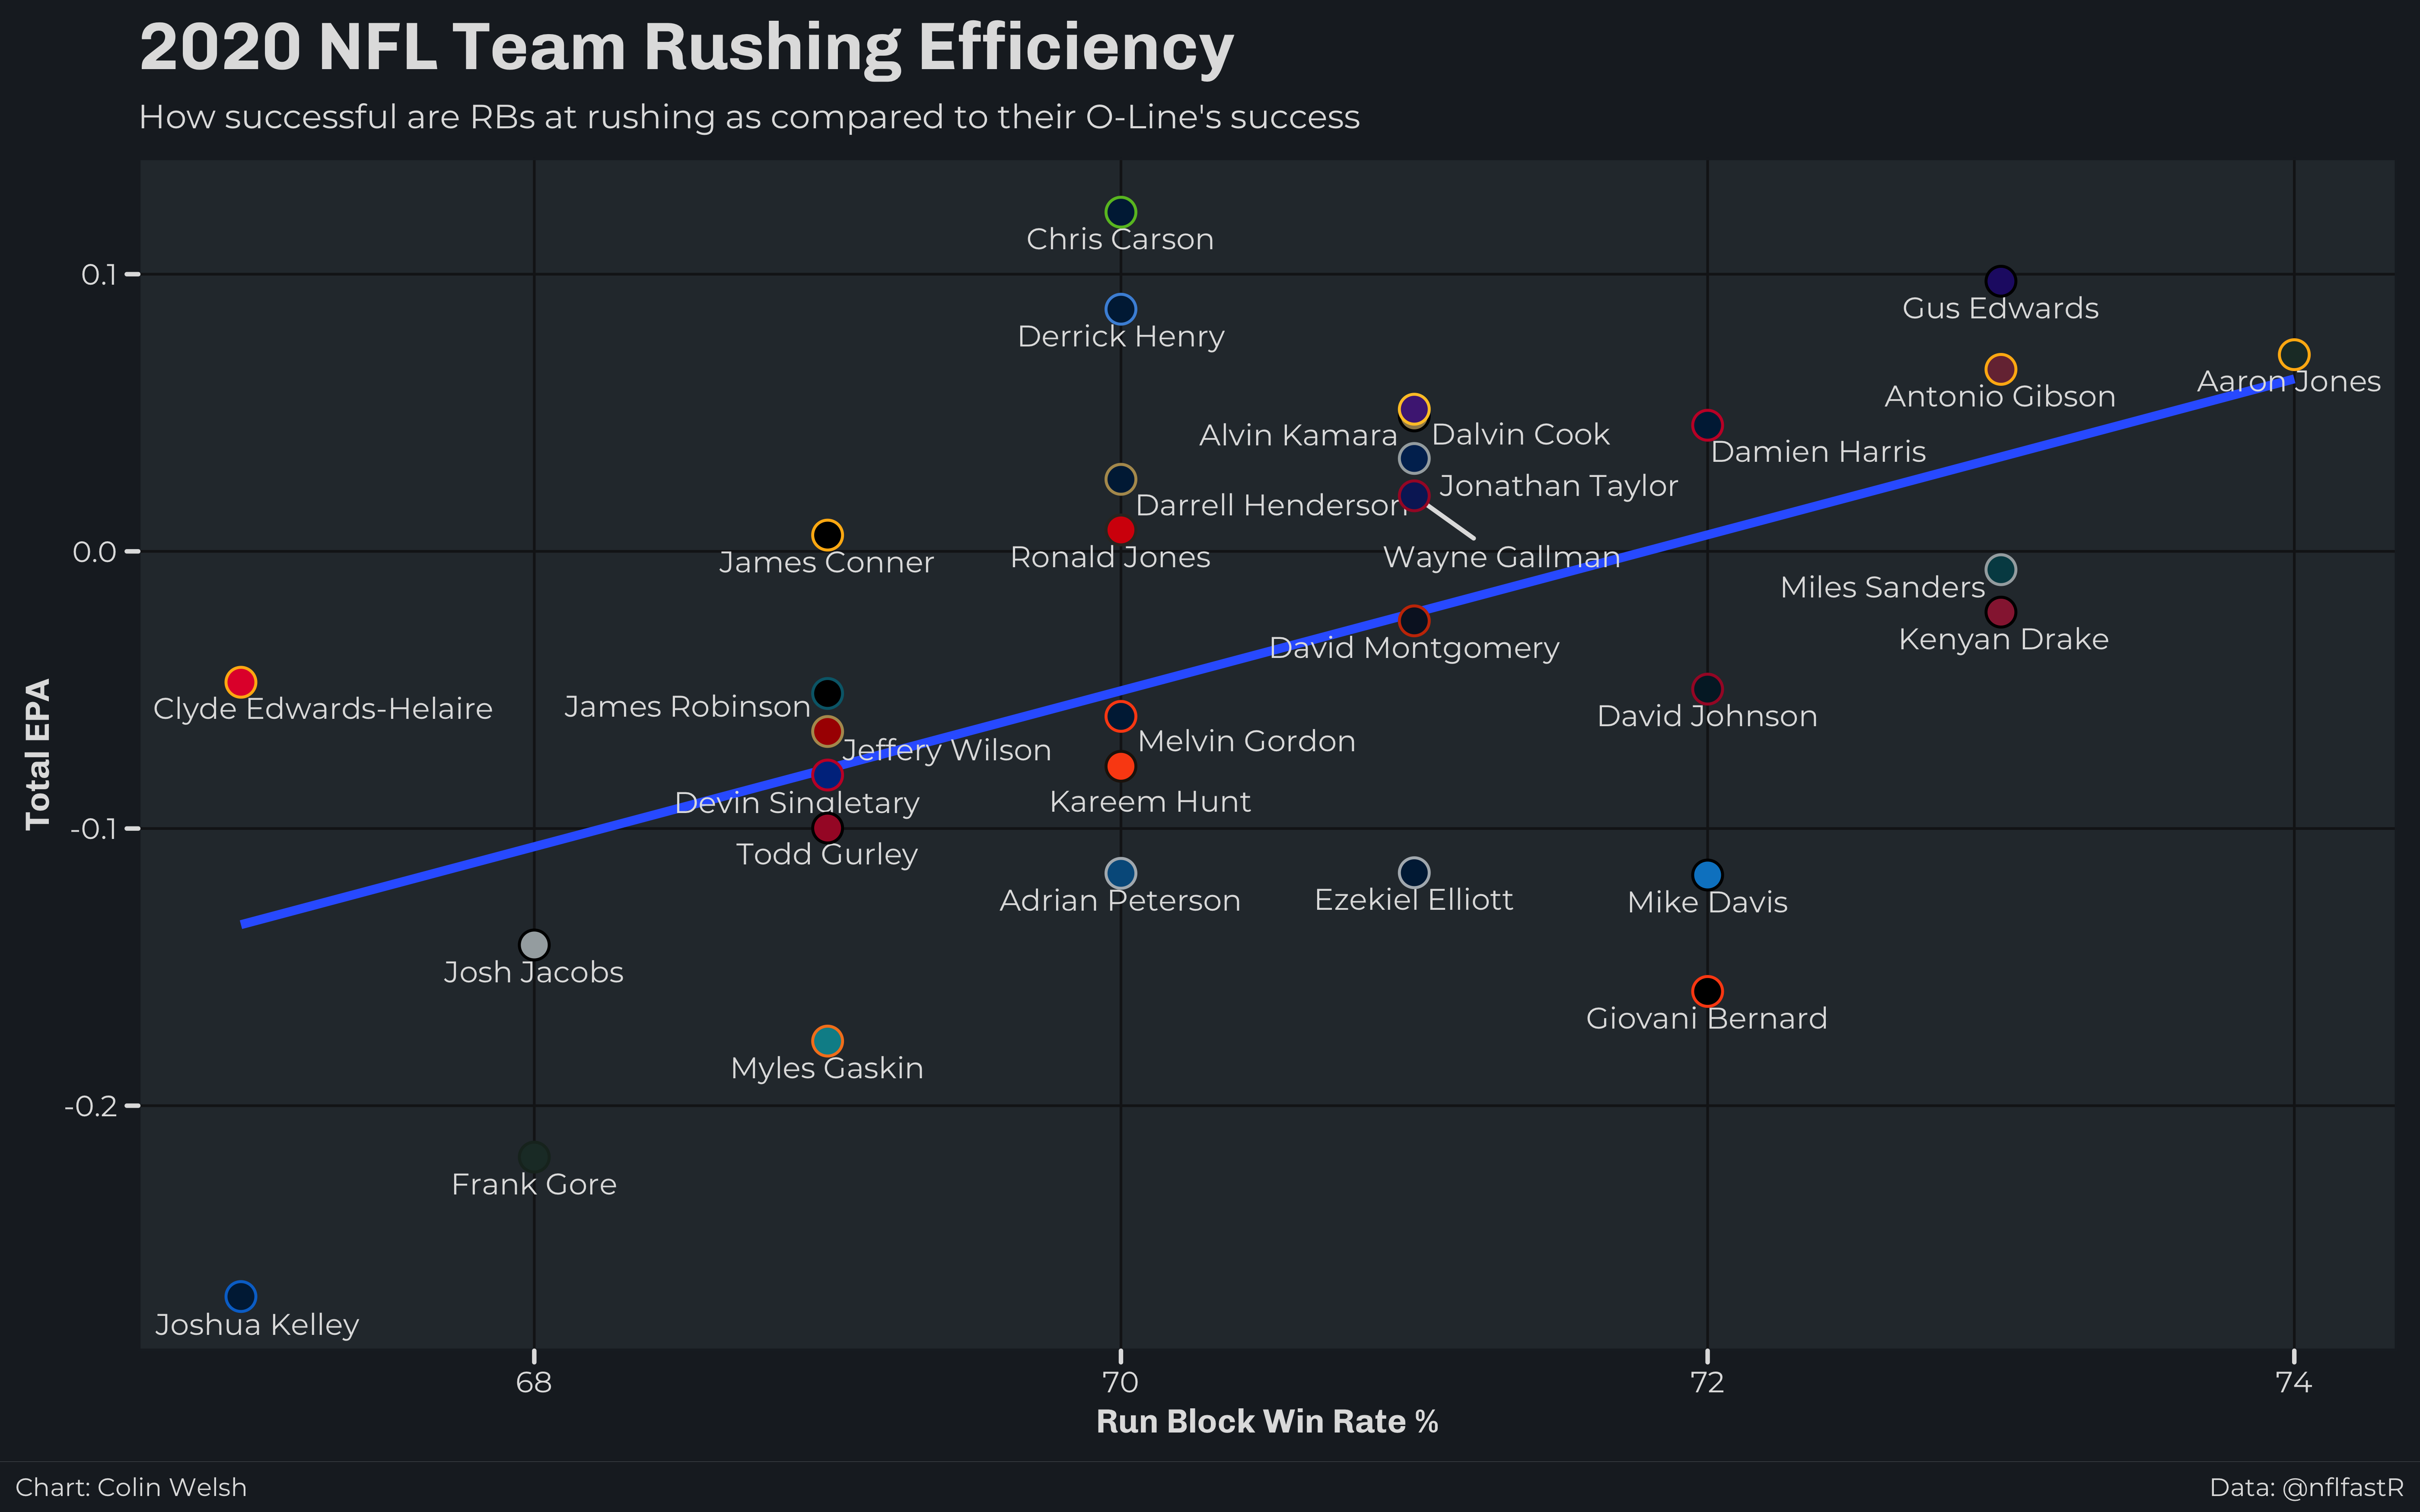 2020 NFL Team Rushing Efficiency
How successful are RBs at rushing as compared to their O-Line's success
Chris Carson
0.1
Gus Edwards
Derrick Henry
Aaron Jones
Antonio Gibson
Alvin Kamara
Dalvin Cook
Damien Harris
Jonathan Taylor
Darrell Henderson
0.0
James Conner
Ronald Jones
Wayne Gallman
Miles Sanders
Kenyan Drake
David Montgomery
Clyde Edwards-Helaire
James Robinson
David Johnson
Jeffery Wilson
Melvin Gordon
Total EPA
Devin Singletary
Kareem Hunt
-0.1
Todd Gurley
Adrian Peterson
Ezekiel Elliott
Mike Davis
Josh Jacobs
Giovani Bernard
Myles Gaskin
-0.2
Frank Gore
Joshua Kelley
68
70
72
74
Run Block Win Rate %
Chart: Colin Welsh
Data: @nflfastR